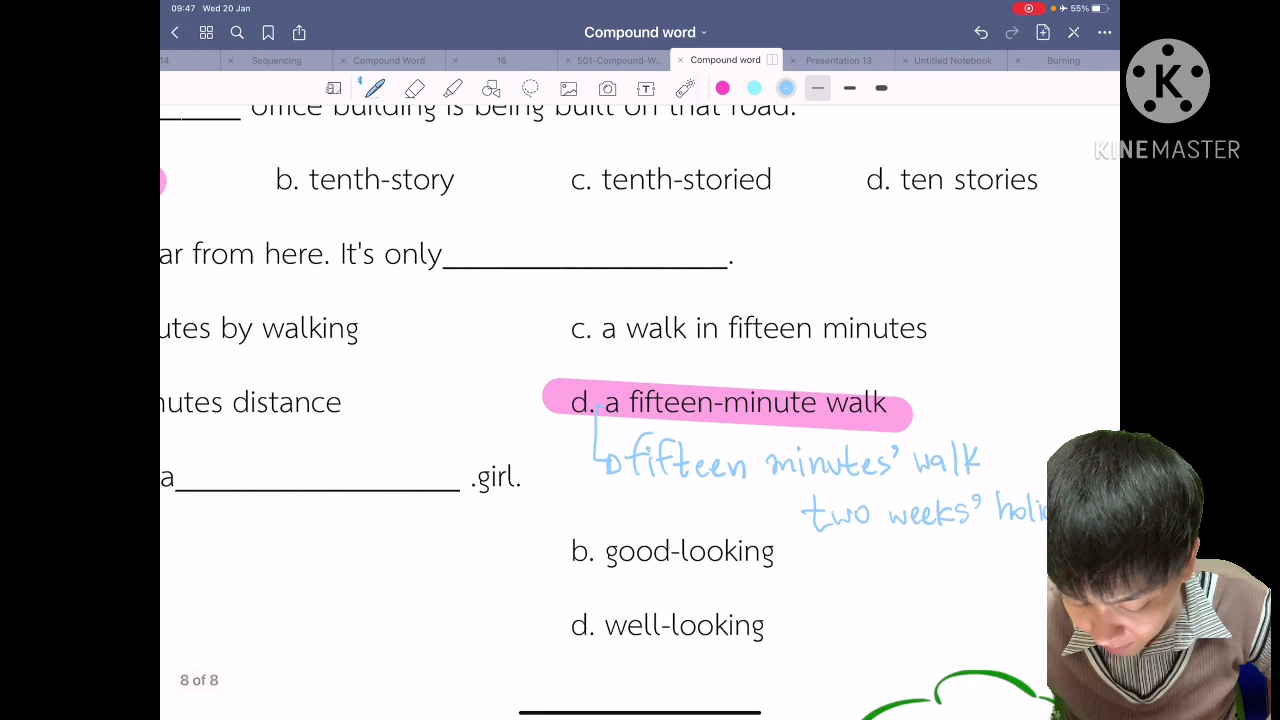 09:47 Wed 20 Jan
55%
Compound word
14 Sequencing Compound Word 16 501-Compound-W... Compound word Presentation 13 Untitled Notebook Burning
K
KINEMASTER
office building is being built on that road.
b. tenth-story c. tenth-storied d. ten stories
ar from here. It's only____________________.
utes by walking c. a walk in fifteen minutes
nutes distance d. a fifteen-minute walk
fifteen minutes' walk
a____________________ .girl.
two weeks'
b. good-looking
d. well-looking
8 of 8